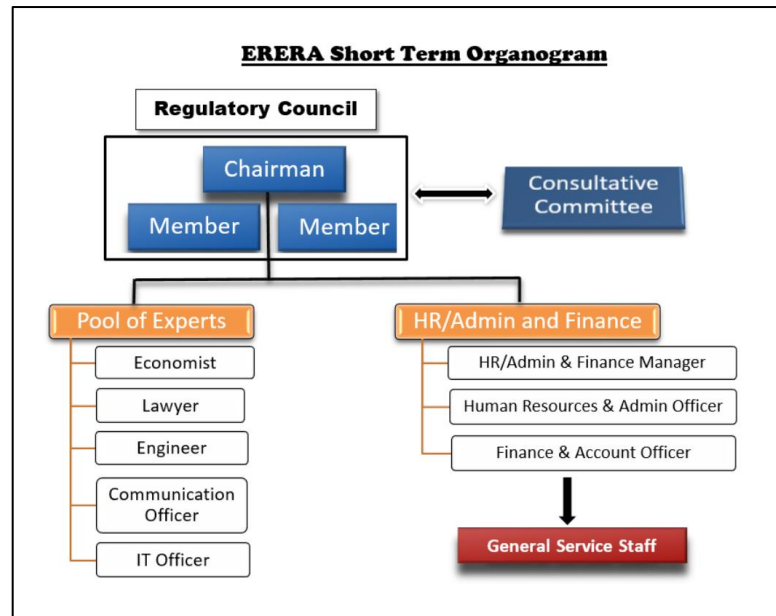 ERERA Short Term Organogram
Regulatory Council
Chairman
Member
Member
Consultative
Committee
Pool of Experts
Economist
Lawyer
Engineer
Communication
Officer
IT Officer
HR/Admin and Finance
HR/Admin & Finance Manager
Human Resources & Admin Officer
Finance & Account Officer
General Service Staff